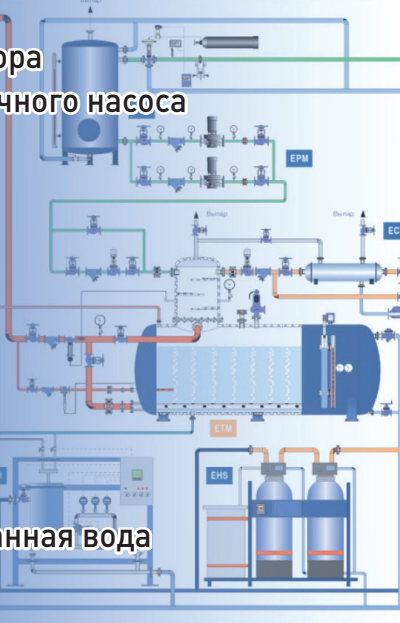 ора
чного насоса
EPM
Выпар
Выпар
EC
ETM
EHS
анная вода